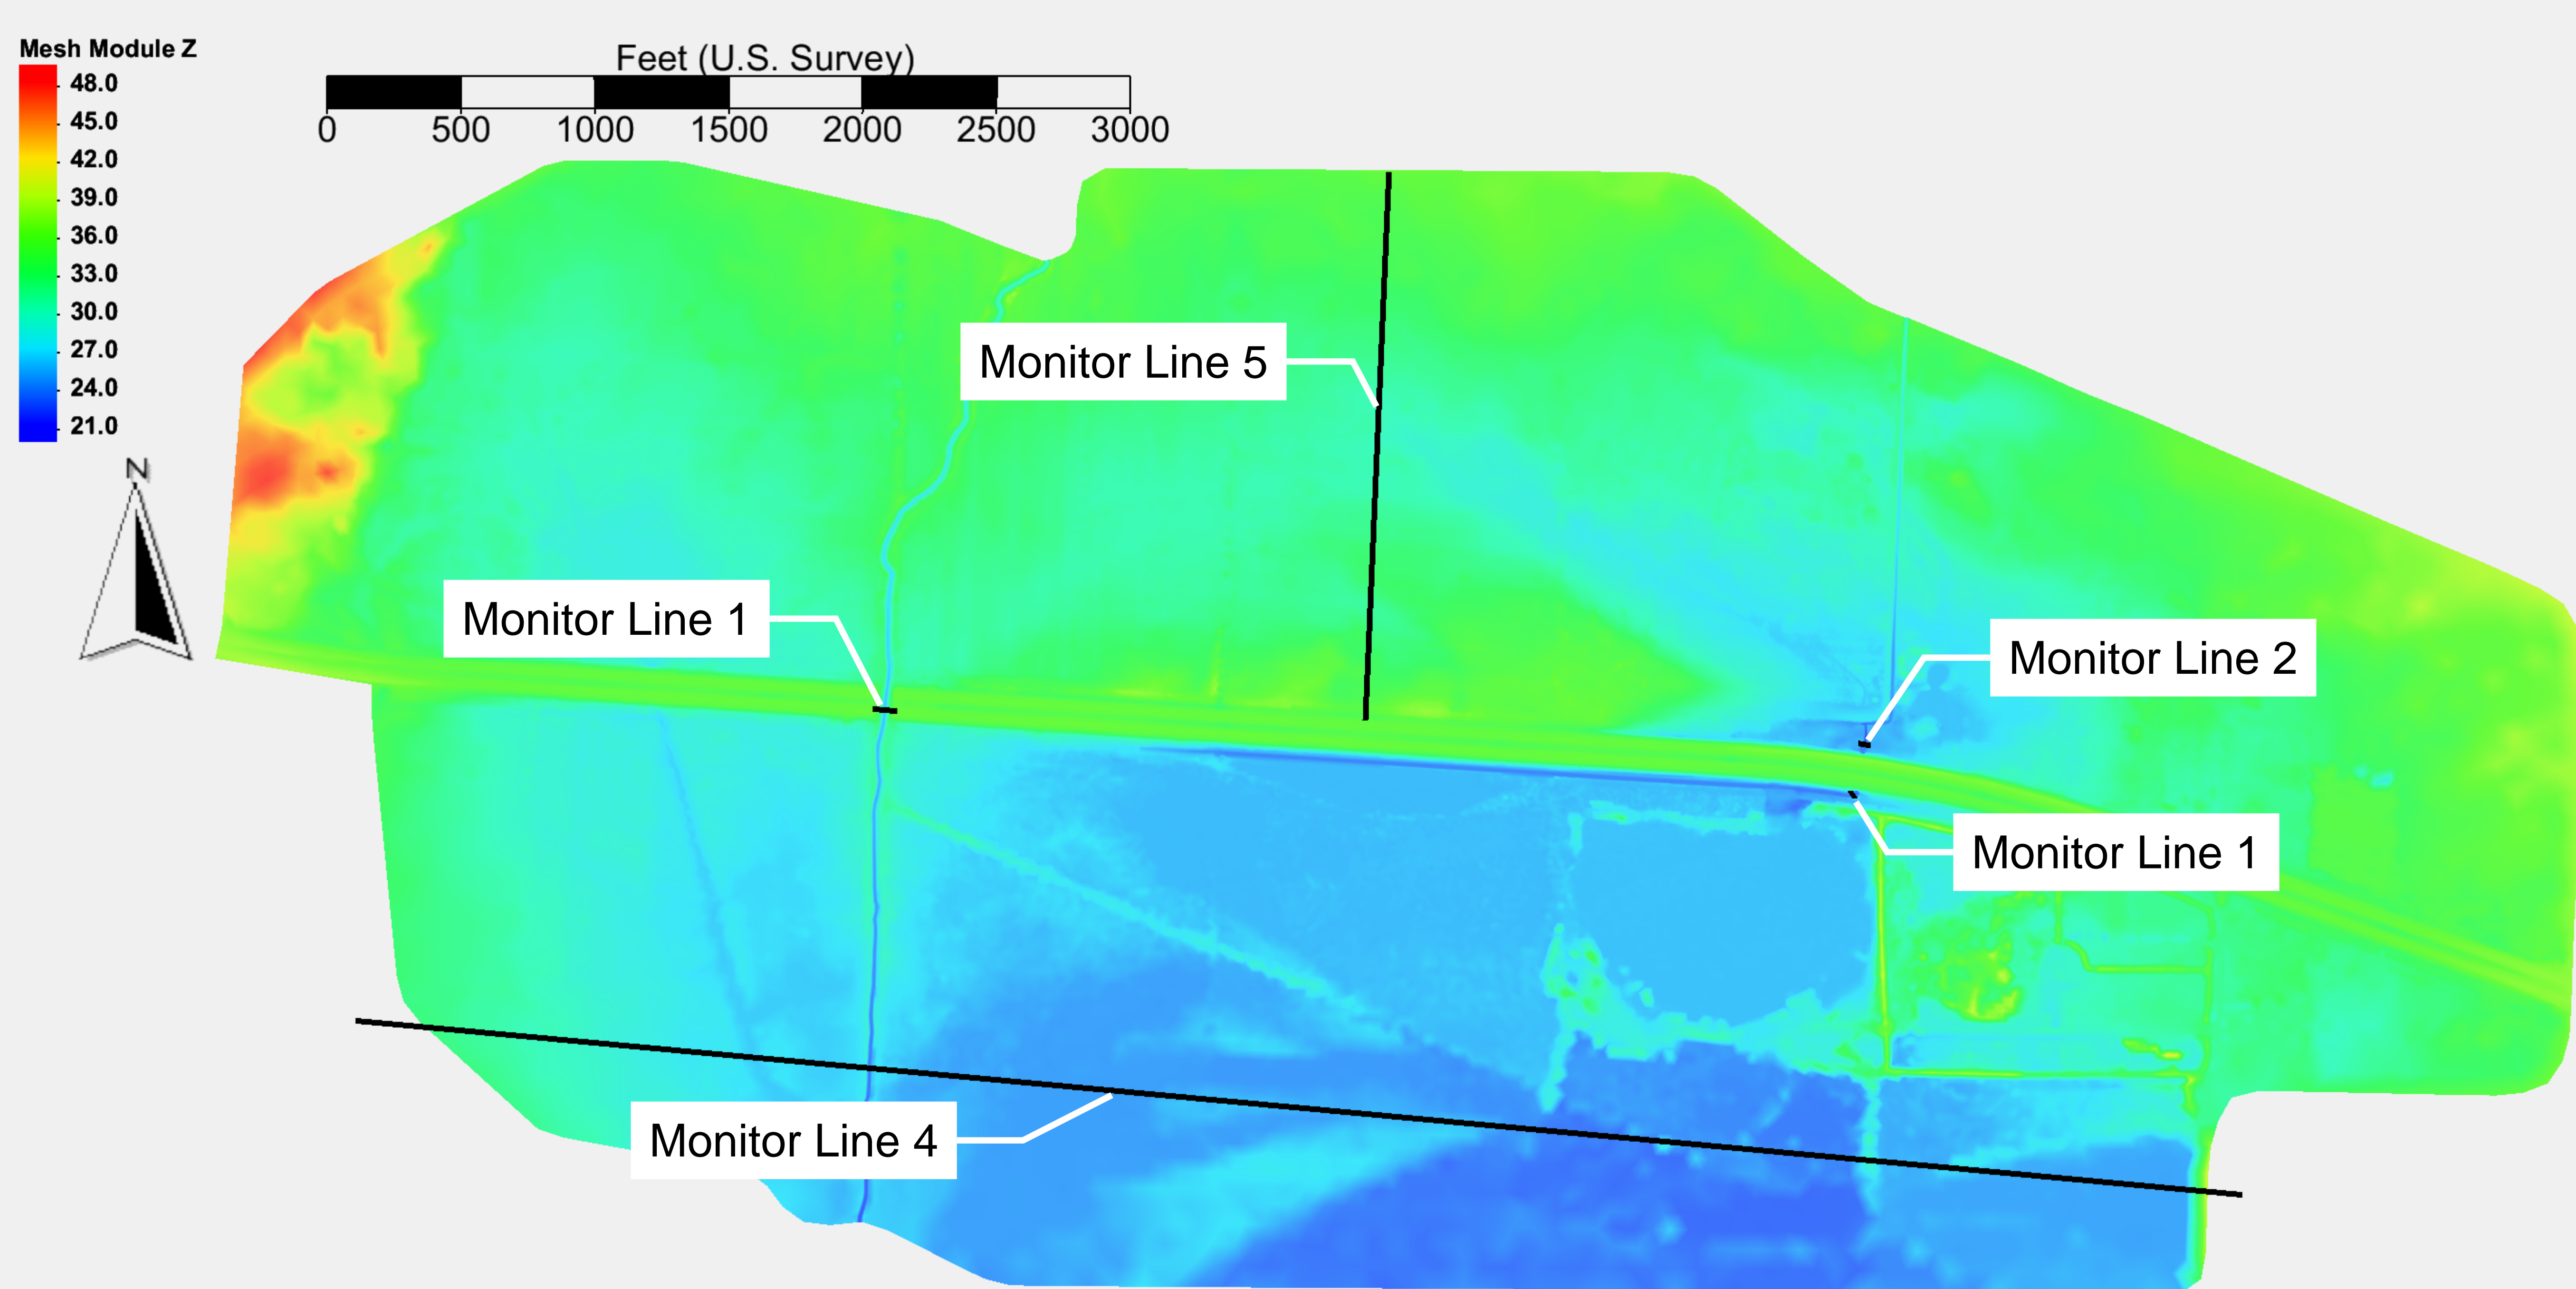 Mesh Module Z
48.0
45.0
42.0
39.0
36.0
33.0
30.0
27.0
24.0
21.0
N
Feet (U.S. Survey)
0 500 1000 1500 2000 2500 3000
Monitor Line 5
Monitor Line 1
Monitor Line 2
Monitor Line 1
Monitor Line 4